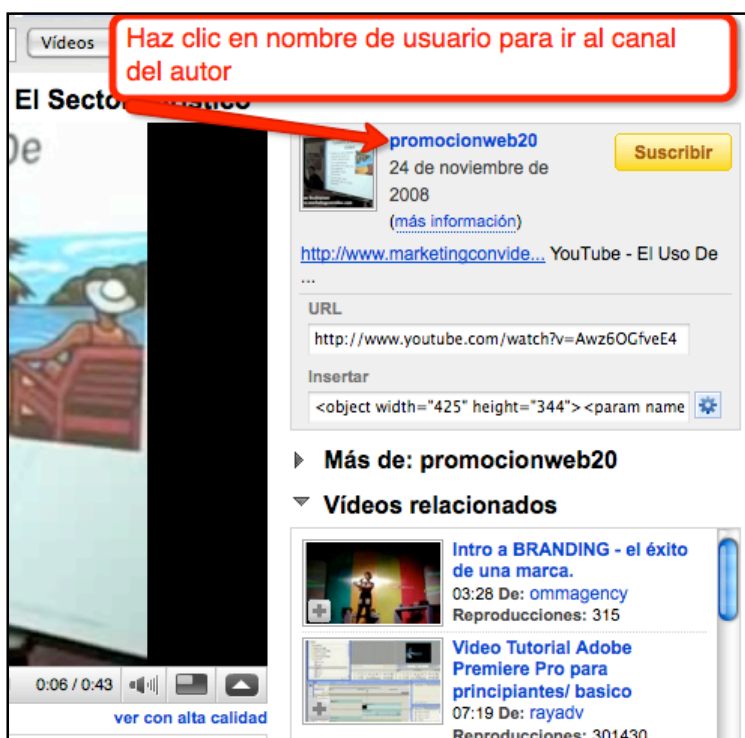 Vídeos
Haz clic en nombre de usuario para ir al canal
del autor
El Secto
De
promocionweb20
24 de noviembre de
2008
(más información)
Suscribir
http://www.marketingconvide... YouTube - El Uso De
...
URL
http://www.youtube.com/watch?v=Awz6OGfveE4
Insertar
<object width="425" height="344"><param name
Más de: promocionweb20
Vídeos relacionados
Intro a BRANDING - el éxito
de una marca.
03:28 De: ommagency
Reproducciones: 315
Video Tutorial Adobe
Premiere Pro para
principiantes/ basico
07:19 De: rayadv
Reproducciones: 301430
0:06 / 0:43
ver con alta calidad